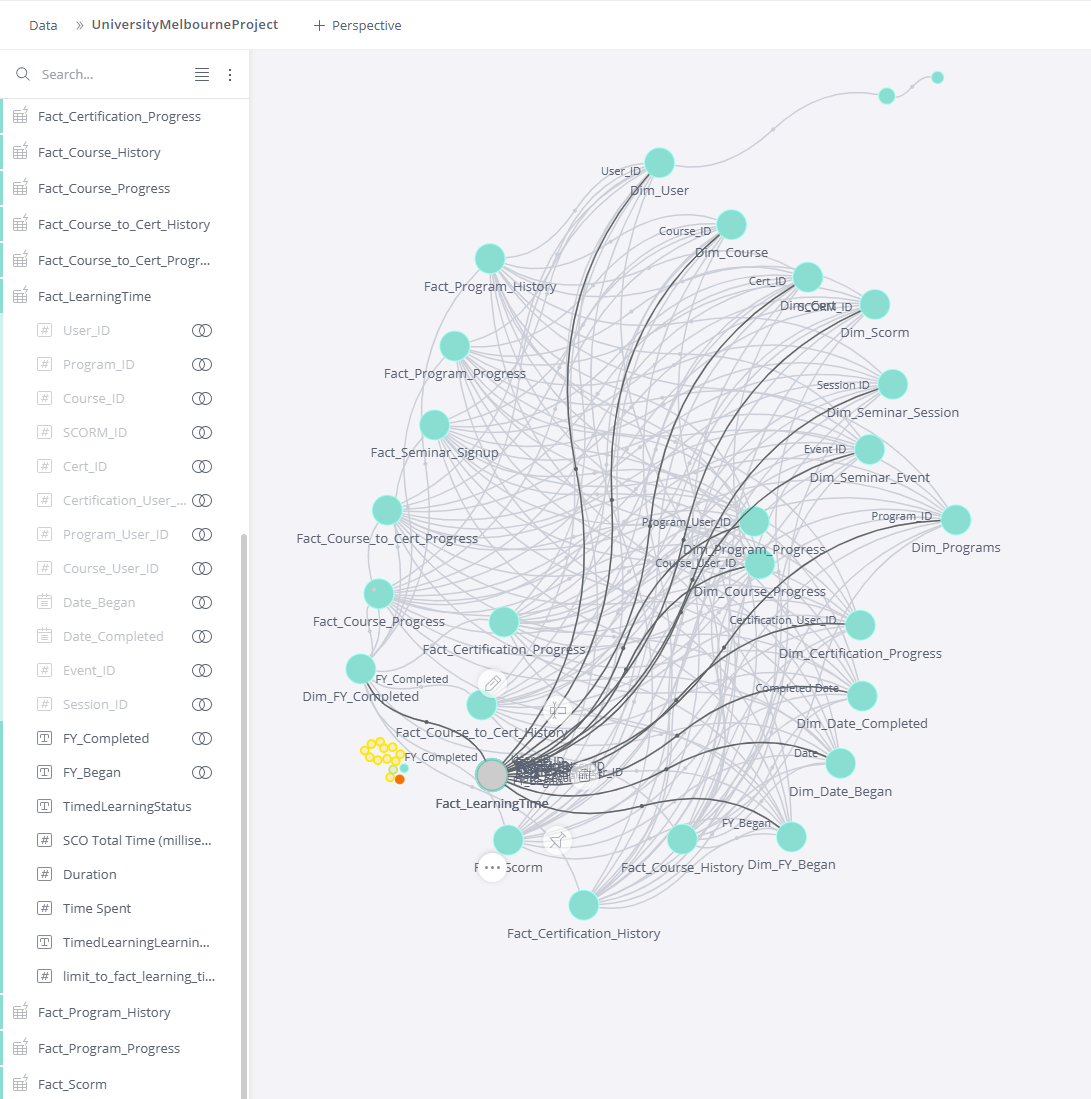 Data » UniversityMelbourneProject + Perspective
Search...
Fact_Certification_Progress
Fact_Course_History
Fact_Course_Progress
Fact_Course_to_Cert_History
Fact_Course_to_Cert_Progr...
Fact_LearningTime
User_ID
Program_ID
Course_ID
SCORM_ID
Cert_ID
Certification_User_...
Program_User_ID
Course_User_ID
Date_Began
Date_Completed
Event_ID
Session_ID
FY_Completed
FY_Began
TimedLearningStatus
SCO Total Time (millise...
Duration
Time Spent
TimedLearningLearnin...
limit_to_fact_learning_ti...
Fact_Program_History
Fact_Program_Progress
Fact_Scorm
User_ID
Dim_User
Course_ID
Dim_Course
Fact_Program_History
Cert_ID
Dim_Cert
SCORM_ID
Dim_Scorm
Fact_Program_Progress
Session ID
Dim_Seminar_Session
Fact_Seminar_Signup
Event ID
Dim_Seminar_Event
Program_ID
Dim_Programs
Fact_Course_to_Cert_Progress
Program_User_ID
Dim_Program_Progress
Course_User_ID
Dim_Course_Progress
Fact_Course_Progress
Certification_User_ID
Dim_Certification_Progress
Fact_Certification_Progress
FY_Completed
Dim_FY_Completed
Completed Date
Dim_Date_Completed
Fact_Course_to_Cert_History
FY_Completed
Date
Dim_Date_Began
Fact_LearningTime
FY_Began
Dim_FY_Began
Scorm
Fact_Course_History
Fact_Certification_History